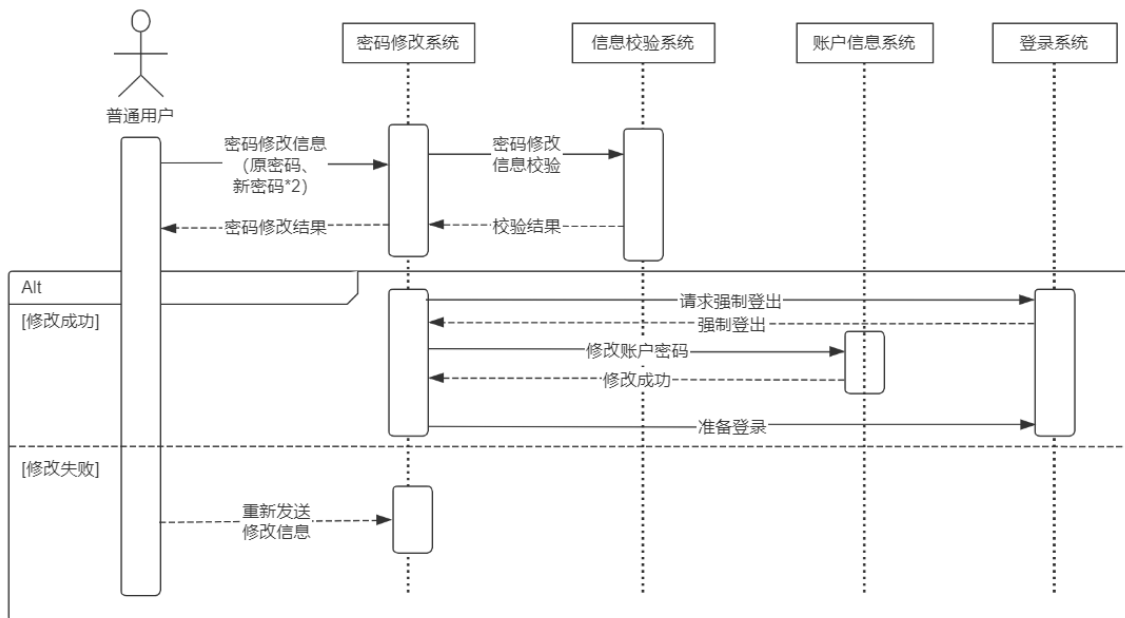 密码修改系统
信息校验系统
账户信息系统
登录系统
普通用户
密码修改信息
（原密码、
新密码*2）
密码修改
信息校验
密码修改结果
校验结果
Alt
[修改成功]
请求强制登出
强制登出
修改账户密码
修改成功
准备登录
[修改失败]
重新发送
修改信息